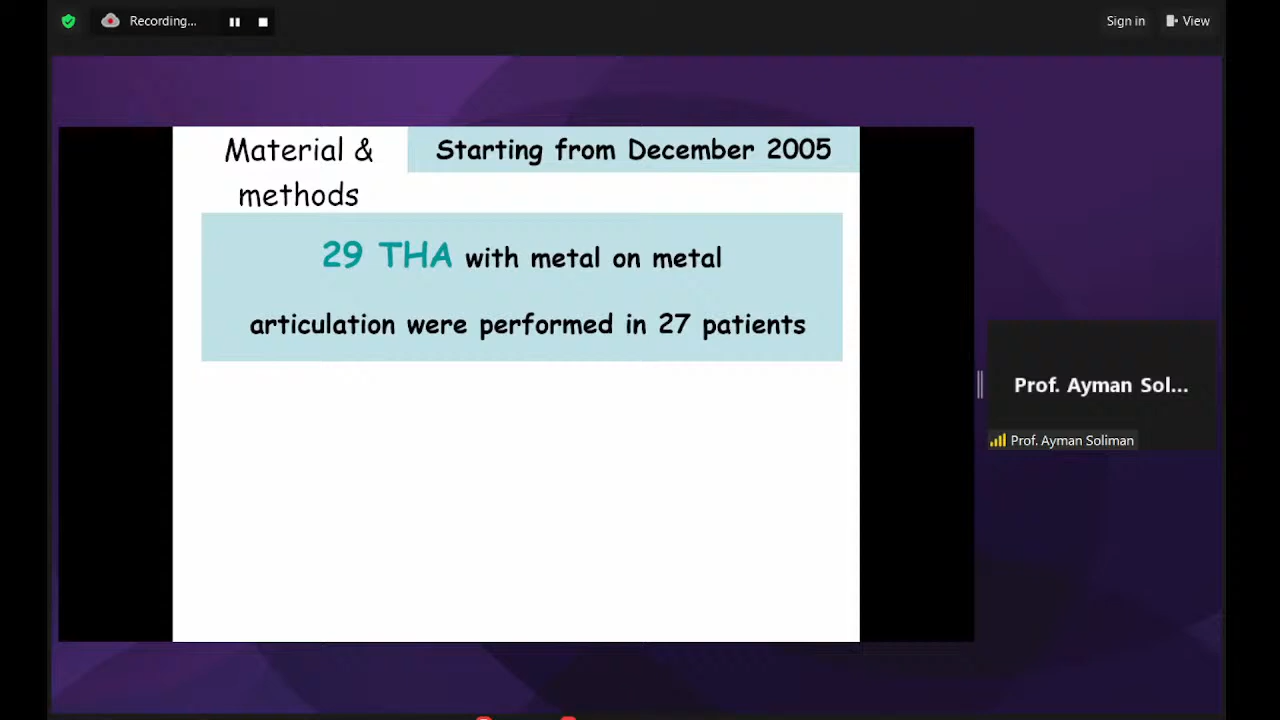 Recording...
Sign in
View
Material &
methods
Starting from December 2005
29 THA with metal on metal
articulation were performed in 27 patients
Prof. Ayman Sol...
Prof. Ayman Soliman